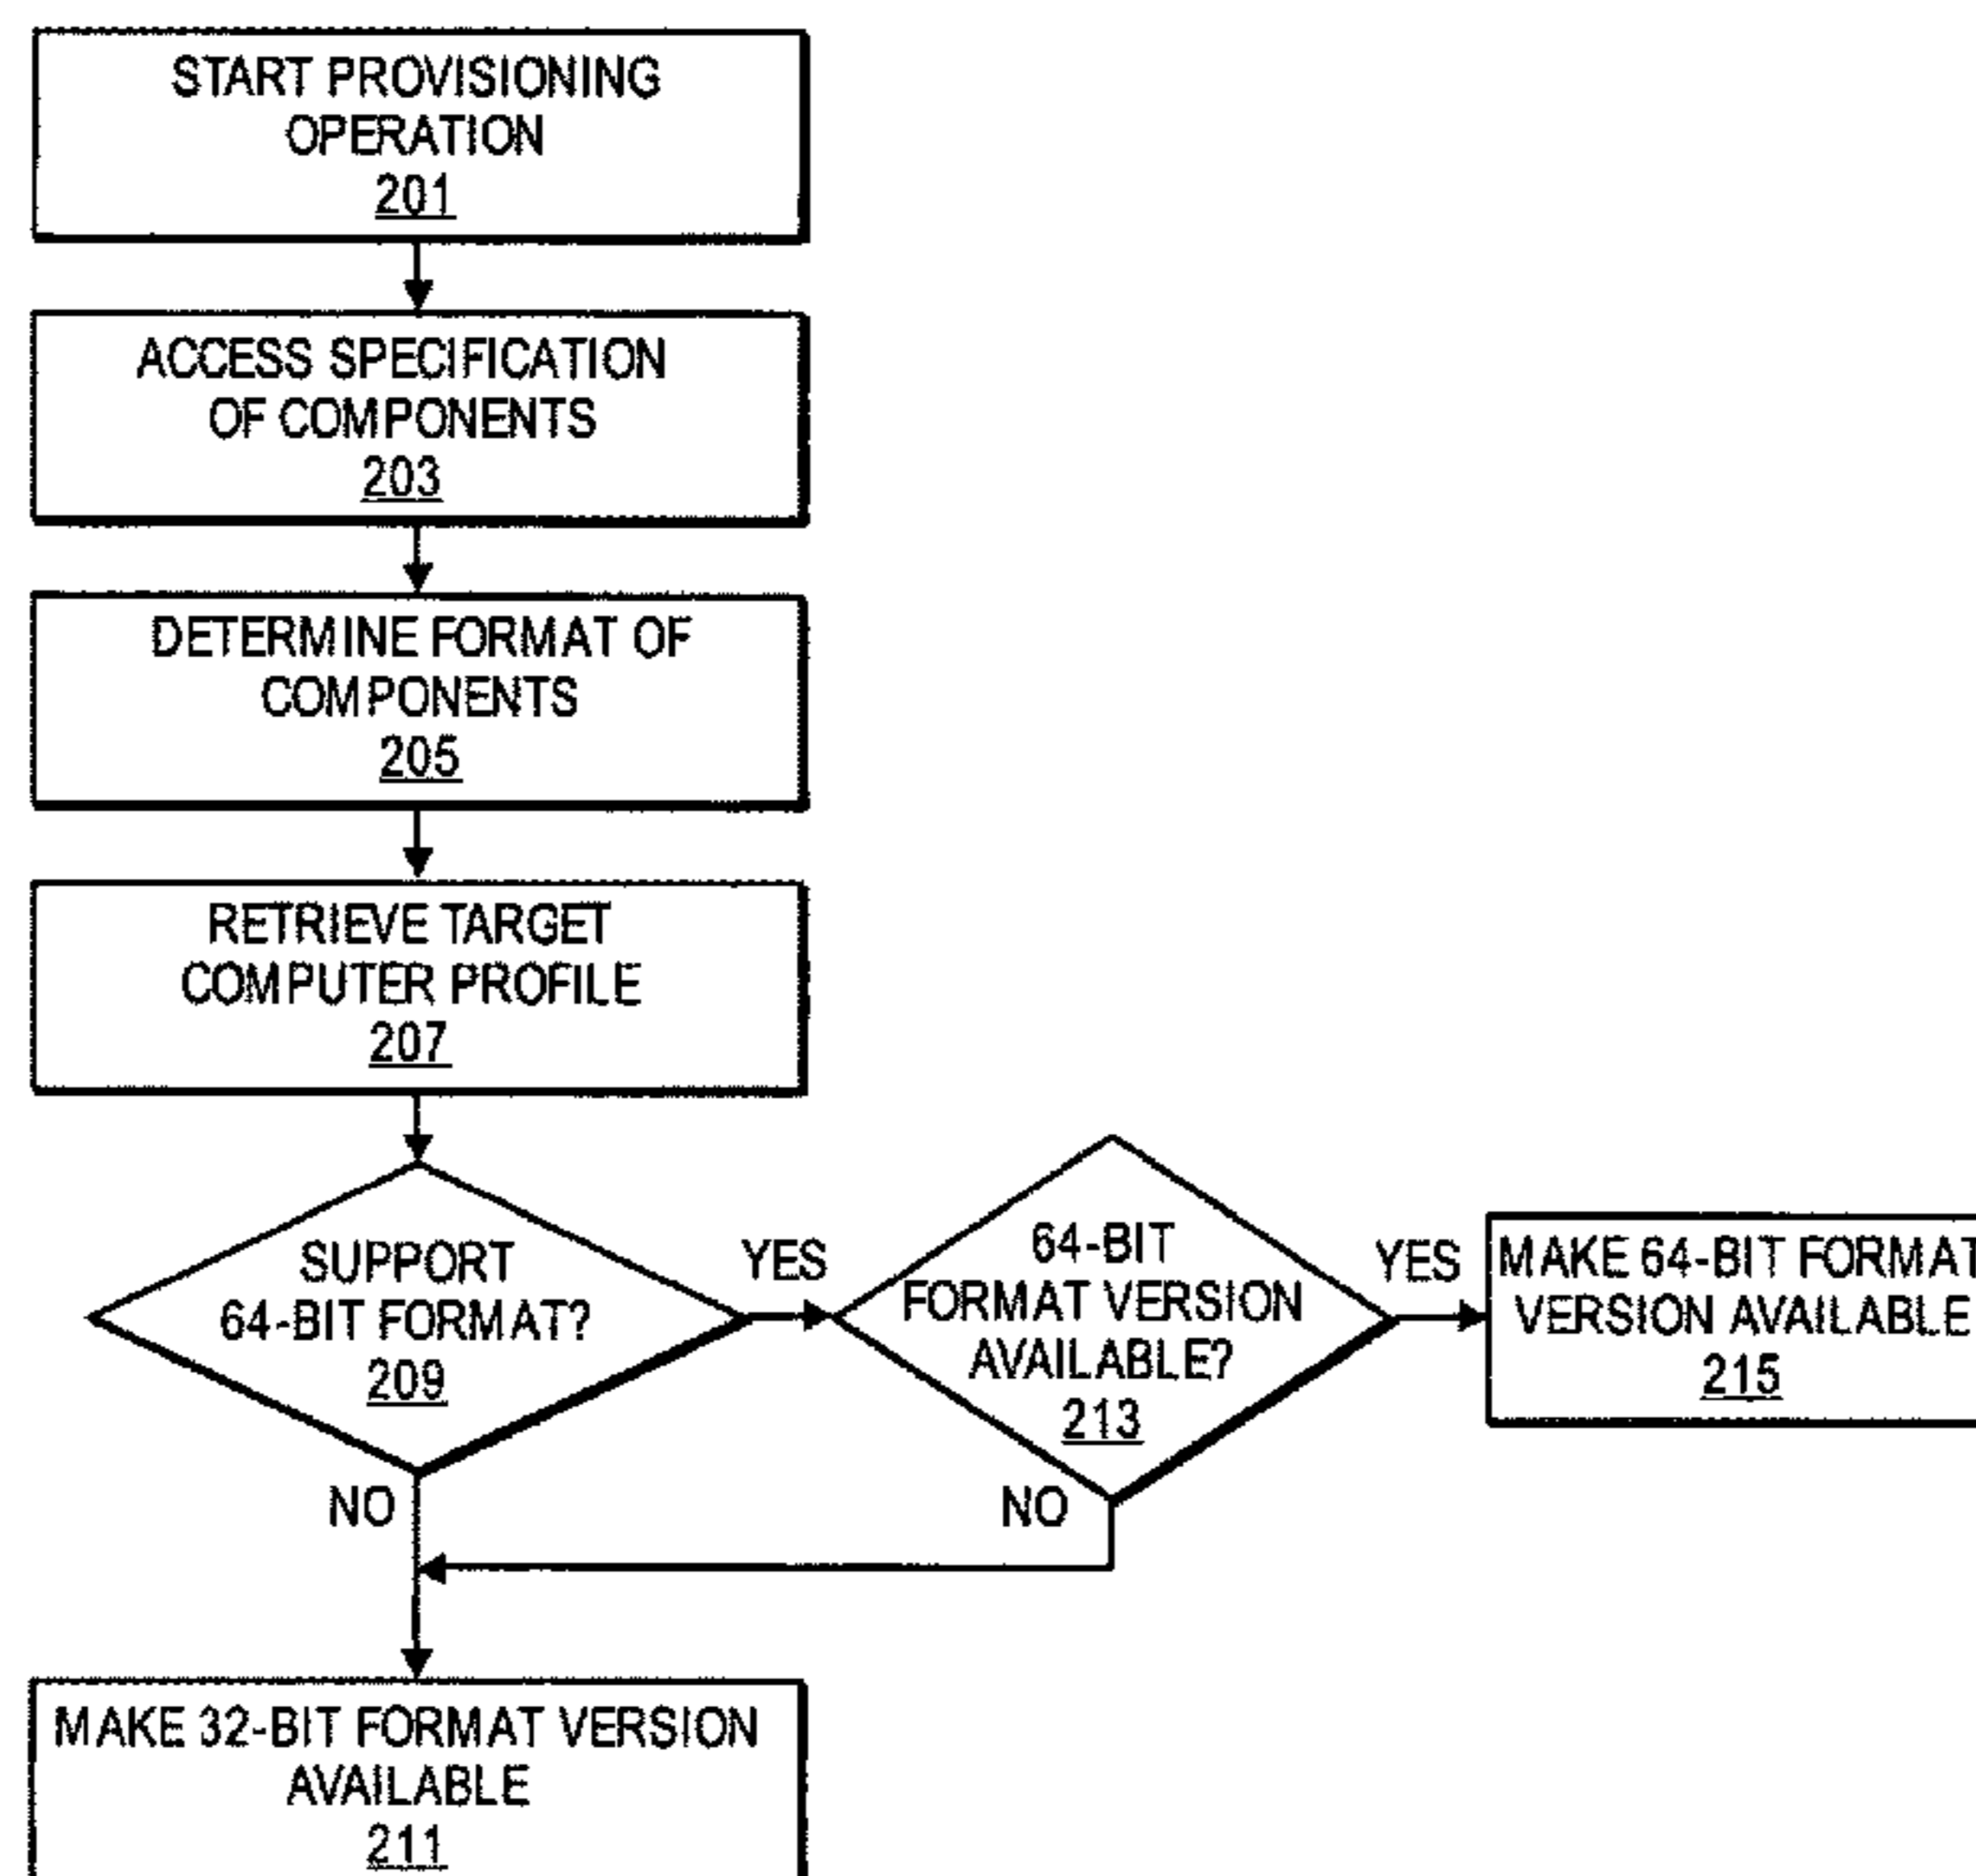 START PROVISIONING
OPERATION
201
ACCESS SPECIFICATION
OF COMPONENTS
203
DETERMINE FORMAT OF
COMPONENTS
205
RETRIEVE TARGET
COMPUTER PROFILE
207
SUPPORT
64-BIT FORMAT?
209
YES
NO
64-BIT
FORMAT VERSION
AVAILABLE?
213
YES
NO
MAKE 64-BIT FORMAT
VERSION AVAILABLE
215
MAKE 32-BIT FORMAT VERSION
AVAILABLE
211